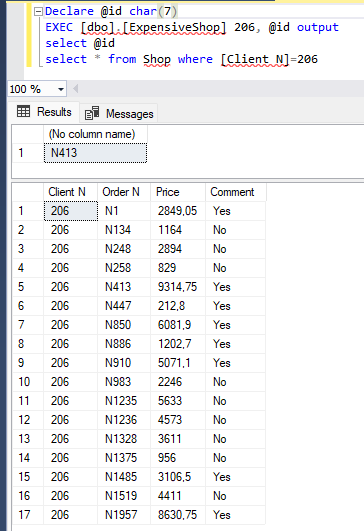 Declare @id char(7)
EXEC [dbo].[ExpensiveShop] 206, @id output
select @id
select * from Shop where [Client N]=206
100 %
Results Messages
(No column name)
1 N413
Client N Order N Price Comment
1 206 N1 2849,05 Yes
2 206 N134 1164 No
3 206 N248 2894 No
4 206 N258 829 No
5 206 N413 9314,75 Yes
6 206 N447 212,8 Yes
7 206 N850 6081,9 Yes
8 206 N886 1202,7 Yes
9 206 N910 5071,1 Yes
10 206 N983 2246 No
11 206 N1235 5633 No
12 206 N1236 4573 No
13 206 N1328 3611 No
14 206 N1375 956 No
15 206 N1485 3106,5 Yes
16 206 N1519 4411 No
17 206 N1957 8630,75 Yes